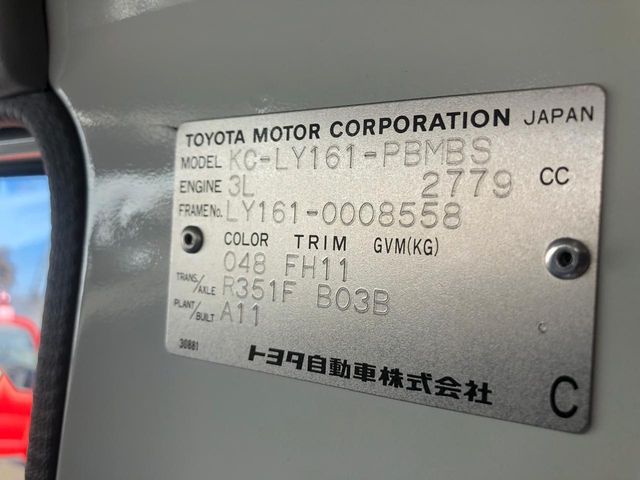 TOYOTA MOTOR CORPORATION JAPAN
MODEL KC-LY161-PBMBS
ENGINE 3L 2779 CC
FRAME No. LY161-0008558
COLOR TRIM GVM(KG)
048 FH11
TRANS./AXLE R351F B03B
PLANT/BUILT A11
30881
トヨタ自動車株式会社
C